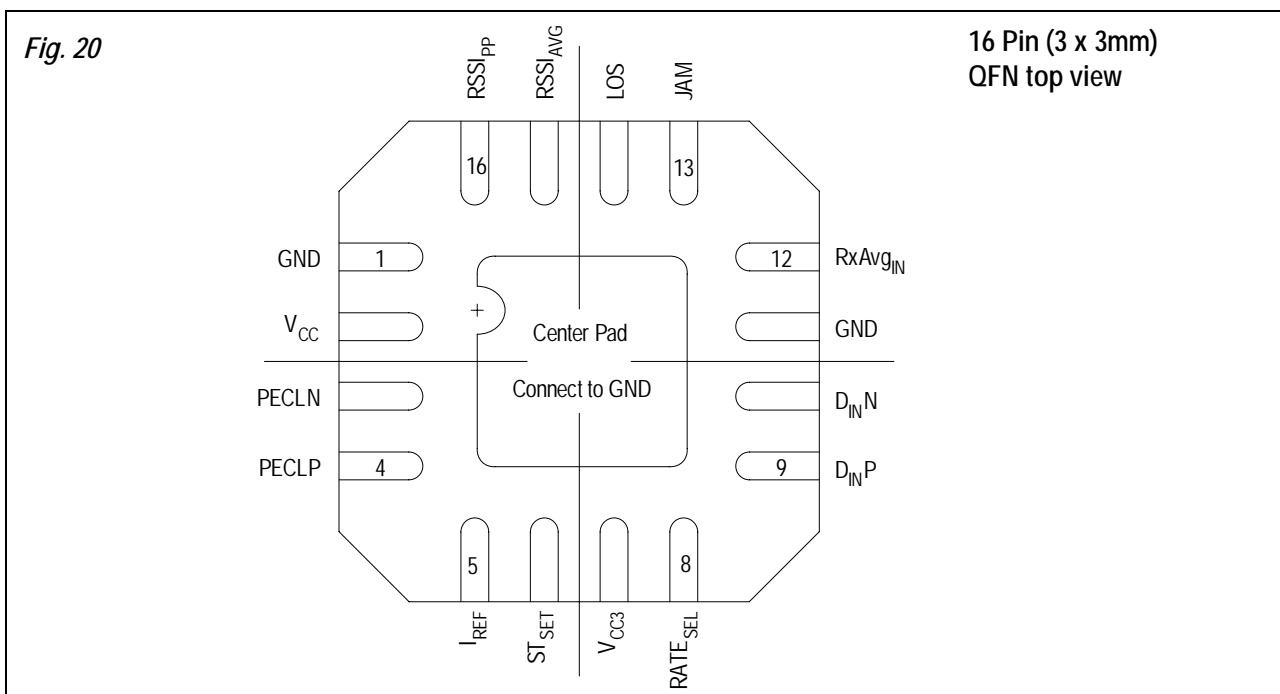 Fig. 20
16 Pin (3 x 3mm)
QFN top view
RSSIPP
RSSIAVG
LOS
JAM
16
13
GND
1
12
RxAvgIN
VCC
Center Pad
GND
PECLN
Connect to GND
DINN
PECLP
4
9
DINP
5
8
IREF
STSET
VCC3
RATESEL